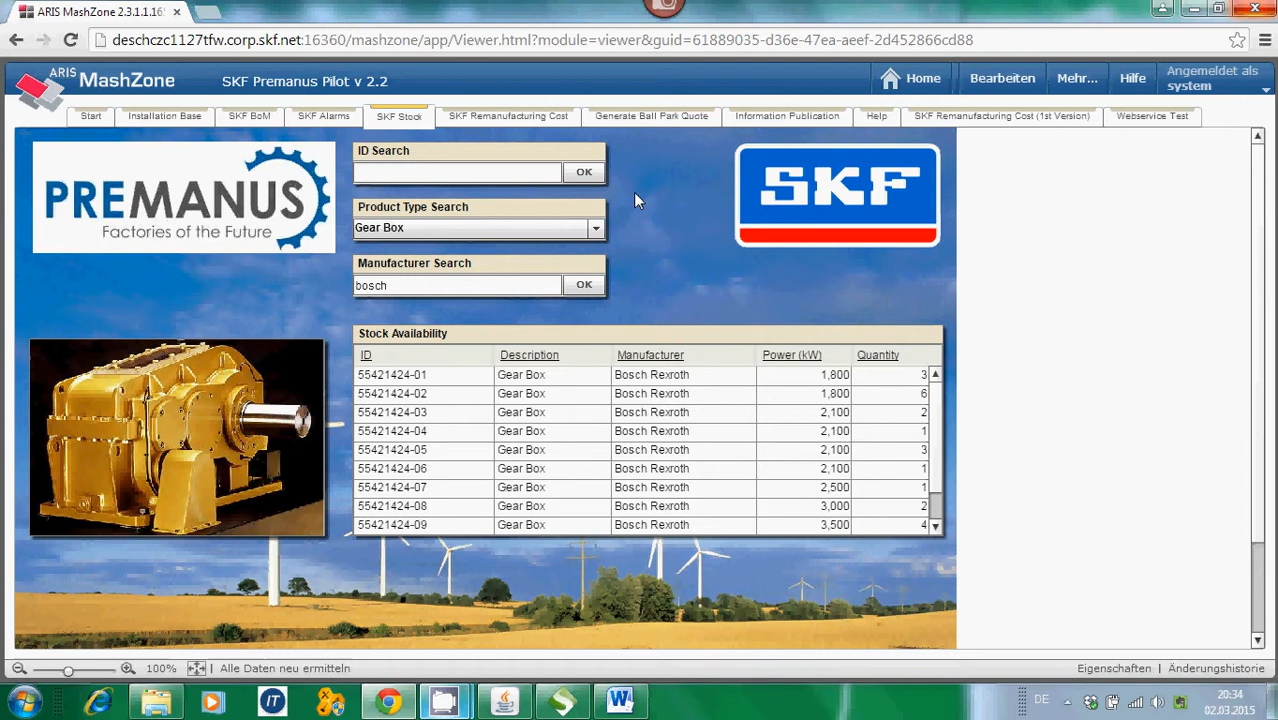 ARIS MashZone 2.3.1.1.16
deschczc1127tfw.corp.skf.net:16360/mashzone/app/Viewer.html?module=viewer&guid=61889035-d36e-47ea-aeef-2d452866cd88
ARIS MashZone
SKF Premanus Pilot v 2.2
Home
Bearbeiten
Mehr...
Hilfe
Angemeldet als
system
Start
Installation Base
SKF BoM
SKF Alarms
SKF Stock
SKF Remanufacturing Cost
Generate Ball Park Quote
Information Publication
Help
SKF Remanufacturing Cost (1st Version)
Webservice Test
PREMANUS
Factories of the Future
ID Search
OK
Product Type Search
Gear Box
Manufacturer Search
bosch OK
SKF
Stock Availability
ID Description Manufacturer Power (kW) Quantity
55421424-01 Gear Box Bosch Rexroth 1,800 3
55421424-02 Gear Box Bosch Rexroth 1,800 6
55421424-03 Gear Box Bosch Rexroth 2,100 2
55421424-04 Gear Box Bosch Rexroth 2,100 1
55421424-05 Gear Box Bosch Rexroth 2,100 3
55421424-06 Gear Box Bosch Rexroth 2,100 1
55421424-07 Gear Box Bosch Rexroth 2,500 1
55421424-08 Gear Box Bosch Rexroth 3,000 2
55421424-09 Gear Box Bosch Rexroth 3,500 4
100%
Alle Daten neu ermitteln
Eigenschaften
Änderungshistorie
IT
W
DE
20:34
02.03.2015